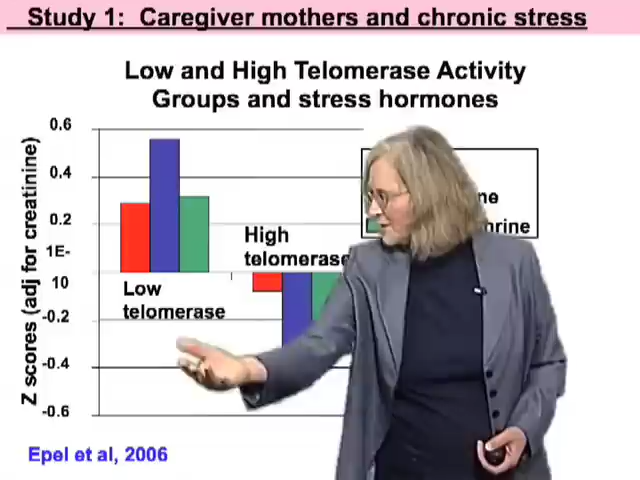 Study 1:  Caregiver mothers and chronic stress
Low and High Telomerase Activity
Groups and stress hormones
Z scores (adj for creatinine)
0.6
0.4
0.2
1E-
10
-0.2
-0.4
-0.6
High
telomerase
Low
telomerase
Epel et al, 2006